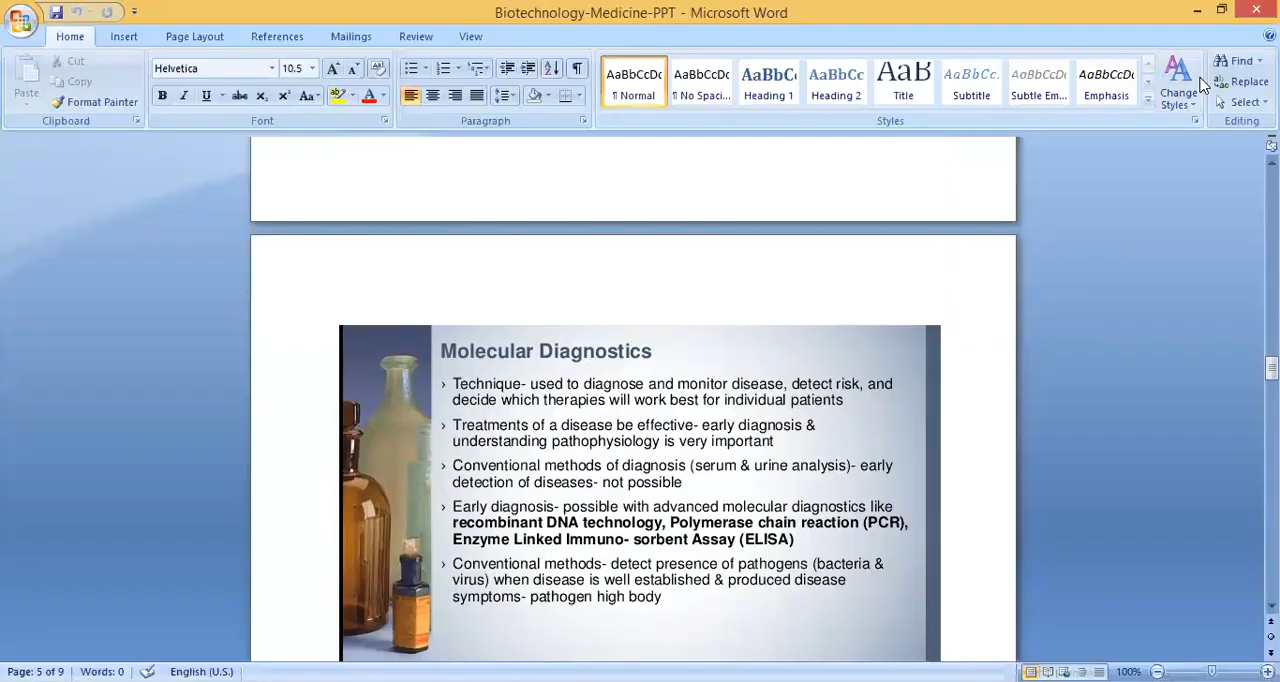 Biotechnology-Medicine-PPT - Microsoft Word
Home Insert Page Layout References Mailings Review View
Paste
Cut
Copy
Format Painter
Clipboard
Helvetica 10.5
Font
Paragraph
AaBbCcDc AaBbCcDc AaBbC AaBbCc AaB AaBbCc. AaBbCcDc AaBbCcDc
¶ Normal ¶ No Spaci... Heading 1 Heading 2 Title Subtitle Subtle Em... Emphasis
Change
Styles
Styles
Find
Replace
Select
Editing
Molecular Diagnostics
› Technique- used to diagnose and monitor disease, detect risk, and
decide which therapies will work best for individual patients
› Treatments of a disease be effective- early diagnosis &
understanding pathophysiology is very important
› Conventional methods of diagnosis (serum & urine analysis)- early
detection of diseases- not possible
› Early diagnosis- possible with advanced molecular diagnostics like
recombinant DNA technology, Polymerase chain reaction (PCR),
Enzyme Linked Immuno- sorbent Assay (ELISA)
› Conventional methods- detect presence of pathogens (bacteria &
virus) when disease is well established & produced disease
symptoms- pathogen high body
Page: 5 of 9 Words: 0 English (U.S.) 100%